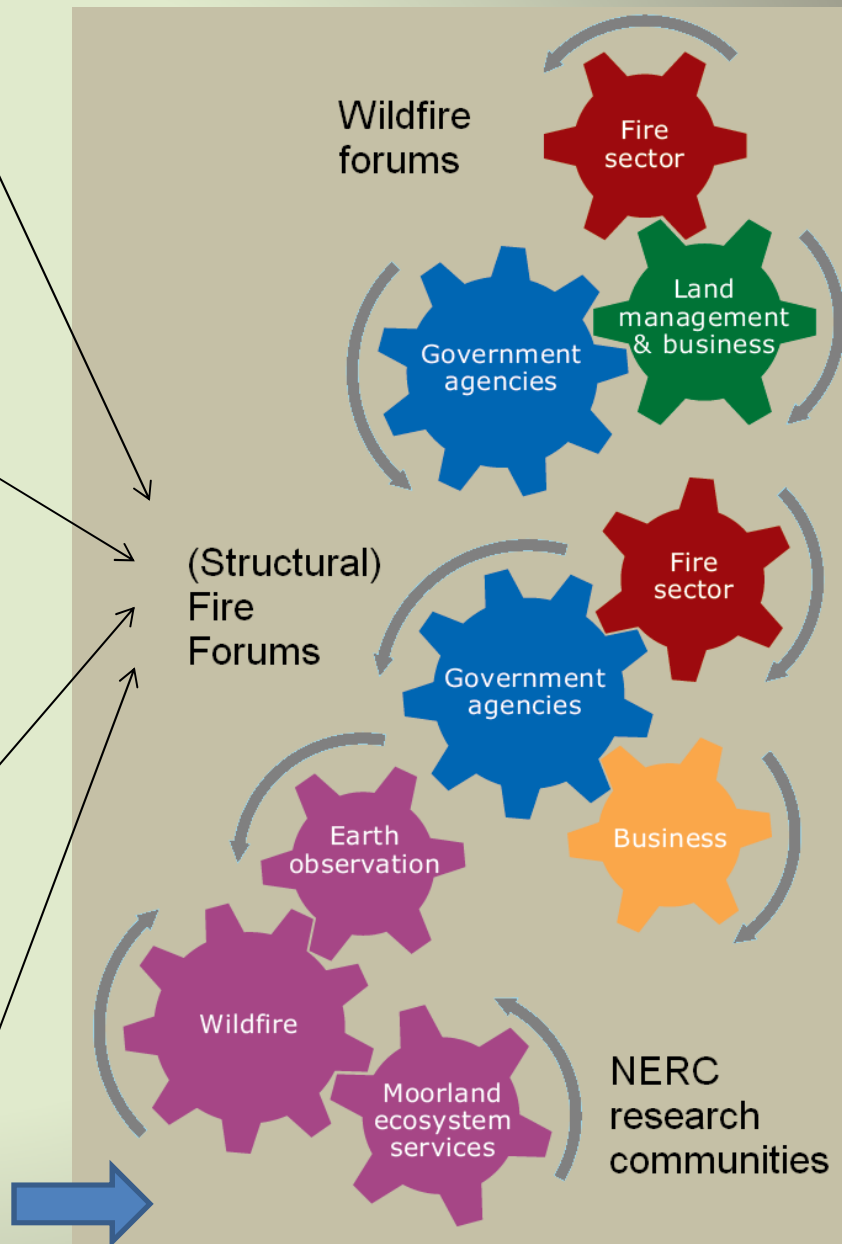 Wildfire
forums
Fire
sector
Land
management
& business
Government
agencies
(Structural)
Fire
Forums
Fire
sector
Government
agencies
Business
Earth
observation
Wildfire
Moorland
ecosystem
services
NERC
research
communities